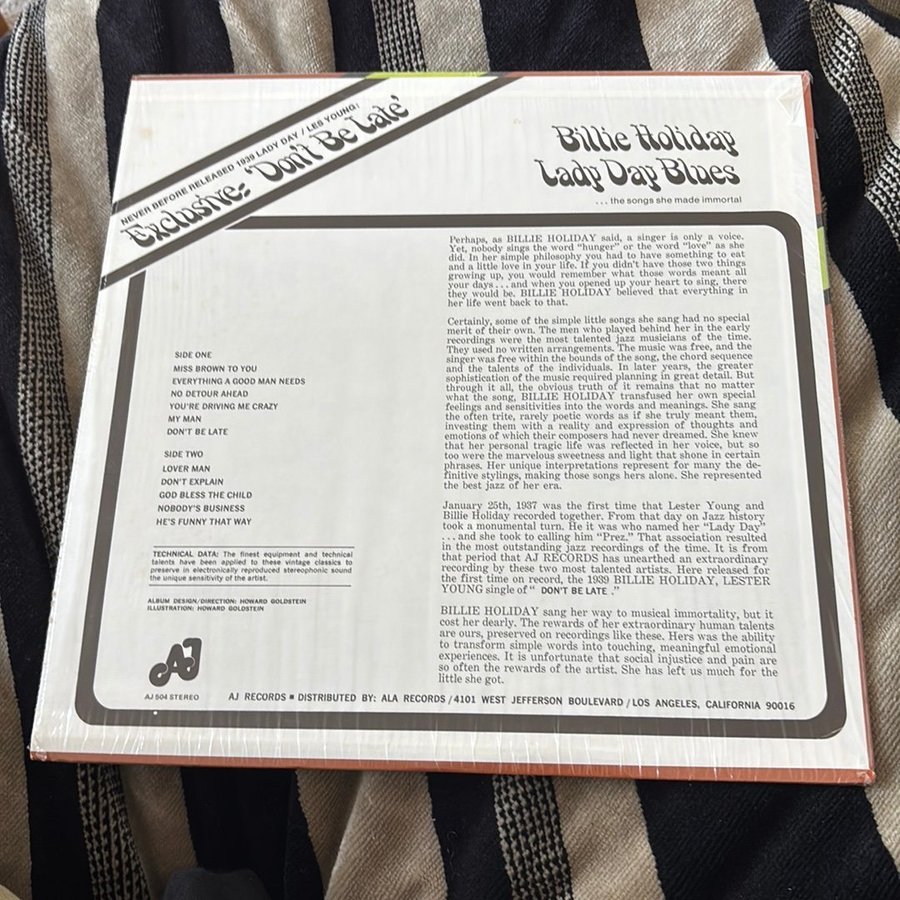 NEVER BEFORE RELEASED 1939 LADY DAY / LES YOUNG:
Exclusive: 'Don't Be Late'
Billie Holiday
Lady Day Blues
... the songs she made immortal
SIDE ONE
MISS BROWN TO YOU
EVERYTHING A GOOD MAN NEEDS
NO DETOUR AHEAD
YOU'RE DRIVING ME CRAZY
MY MAN
DON'T BE LATE
SIDE TWO
LOVER MAN
DON'T EXPLAIN
GOD BLESS THE CHILD
NOBODY'S BUSINESS
HE'S FUNNY THAT WAY
TECHNICAL DATA: The finest equipment and technical
talents have been applied to these vintage classics to
preserve in electronically reproduced stereophonic sound
the unique sensitivity of the artist.
ALBUM DESIGN/DIRECTION: HOWARD GOLDSTEIN
ILLUSTRATION: HOWARD GOLDSTEIN
AJ
AJ 504 STEREO
Perhaps, as BILLIE HOLIDAY said, a singer is only a voice.
Yet, nobody sings the word "hunger" or the word "love" as she
did. In her simple philosophy you had to have something to eat
and a little love in your life. If you didn't have those two things
growing up, you would remember what those words meant all
your days ... and when you opened up your heart to sing, there
they would be. BILLIE HOLIDAY believed that everything in
her life went back to that.
Certainly, some of the simple little songs she sang had no special
merit of their own. The men who played behind her in the early
recordings were the most talented jazz musicians of the time.
They used no written arrangements. The music was free, and the
singer was free within the bounds of the song, the chord sequence
and the talents of the individuals. In later years, the greater
sophistication of the music required planning in great detail. But
through it all, the obvious truth of it remains that no matter
what the song, BILLIE HOLIDAY transfused her own special
feelings and sensitivities into the words and meanings. She sang
the often trite, rarely poetic words as if she truly meant them,
investing them with a reality and expression of thoughts and
emotions of which their composers had never dreamed. She knew
that her personal tragic life was reflected in her voice, but so
too were the marvelous sweetness and light that shone in certain
phrases. Her unique interpretations represent for many the de-
finitive stylings, making those songs hers alone. She represented
the best jazz of her era.
January 25th, 1937 was the first time that Lester Young and
Billie Holiday recorded together. From that day on Jazz history
took a monumental turn. He it was who named her "Lady Day"
... and she took to calling him "Prez." That association resulted
in the most outstanding jazz recordings of the time. It is from
that period that AJ RECORDS has unearthed an extraordinary
recording by these two most talented artists. Here released for
the first time on record, the 1939 BILLIE HOLIDAY, LESTER
YOUNG single of " DON'T BE LATE ."
BILLIE HOLIDAY sang her way to musical immortality, but it
cost her dearly. The rewards of her extraordinary human talents
are ours, preserved on recordings like these. Hers was the ability
to transform simple words into touching, meaningful emotional
experiences. It is unfortunate that social injustice and pain are
so often the rewards of the artist. She has left us much for the
little she got.
AJ RECORDS ■ DISTRIBUTED BY: ALA RECORDS / 4101 WEST JEFFERSON BOULEVARD / LOS ANGELES, CALIFORNIA 90016